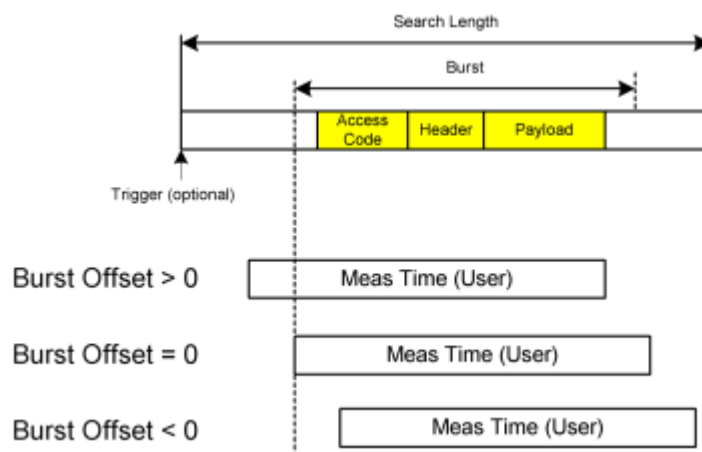 Search Length
Burst
Access
Code
Header
Payload
Trigger (optional)
Burst Offset > 0
Meas Time (User)
Burst Offset = 0
Meas Time (User)
Burst Offset < 0
Meas Time (User)